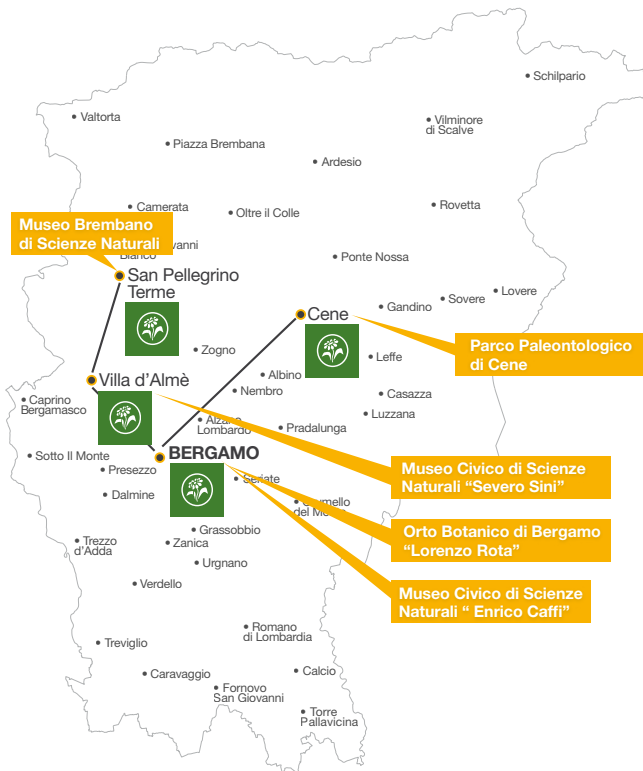 Schilpario
Valtorta
Vilminore
di Scalve
Piazza Brembana
Ardesio
Camerata
Oltre il Colle
Rovetta
Museo Brembano
di Scienze Naturali
Bianco
Ponte Nossa
San Pellegrino
Terme
Lovere
Sovere
Gandino
Cene
Parco Paleontologico
di Cene
Zogno
Leffe
Albino
Villa d'Almè
Nembro
Casazza
Caprino
Bergamasco
Luzzana
Alzano
Lombardo
Pradalunga
BERGAMO
Sotto Il Monte
Presezzo
Museo Civico di Scienze
Naturali “Severo Sini”
Seriate
Dalmine
del Monte
Grassobbio
Orto Botanico di Bergamo
“Lorenzo Rota”
Trezzo
d'Adda
Zanica
Urgnano
Verdello
Museo Civico di Scienze
Naturali “ Enrico Caffi”
Romano
di Lombardia
Treviglio
Caravaggio
Calcio
Fornovo
San Giovanni
Torre
Pallavicina